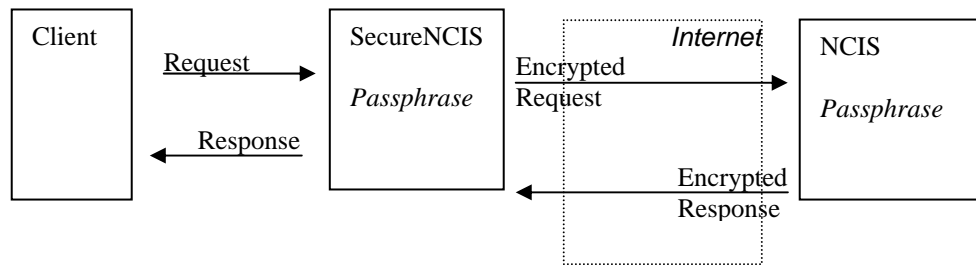 Client
Request
Response
SecureNCIS
Passphrase
Internet
Encrypted
Request
Encrypted
Response
NCIS
Passphrase